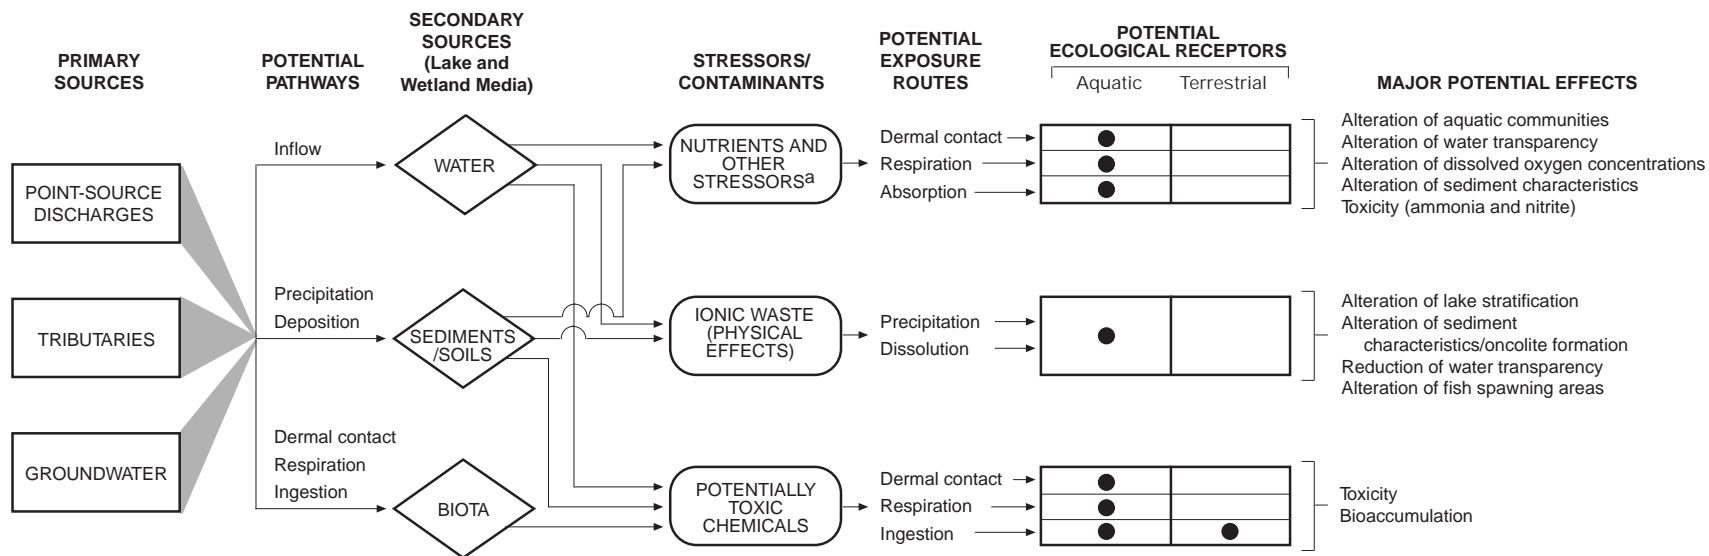 PRIMARY
SOURCES
POTENTIAL
PATHWAYS
SECONDARY
SOURCES
(Lake and
Wetland Media)
STRESSORS/
CONTAMINANTS
POTENTIAL
EXPOSURE
ROUTES
POTENTIAL
ECOLOGICAL RECEPTORS
Aquatic
Terrestrial
MAJOR POTENTIAL EFFECTS
POINT-SOURCE
DISCHARGES
TRIBUTARIES
GROUNDWATER
Inflow
Precipitation
Deposition
Dermal contact
Respiration
Ingestion
WATER
SEDIMENTS
/SOILS
BIOTA
NUTRIENTS AND
OTHER
STRESSORSa
IONIC WASTE
(PHYSICAL
EFFECTS)
POTENTIALLY
TOXIC
CHEMICALS
Dermal contact
Respiration
Absorption
Precipitation
Dissolution
Dermal contact
Respiration
Ingestion
Alteration of aquatic communities
Alteration of water transparency
Alteration of dissolved oxygen concentrations
Alteration of sediment characteristics
Toxicity (ammonia and nitrite)
Alteration of lake stratification
Alteration of sediment
characteristics/oncolite formation
Reduction of water transparency
Alteration of fish spawning areas
Toxicity
Bioaccumulation